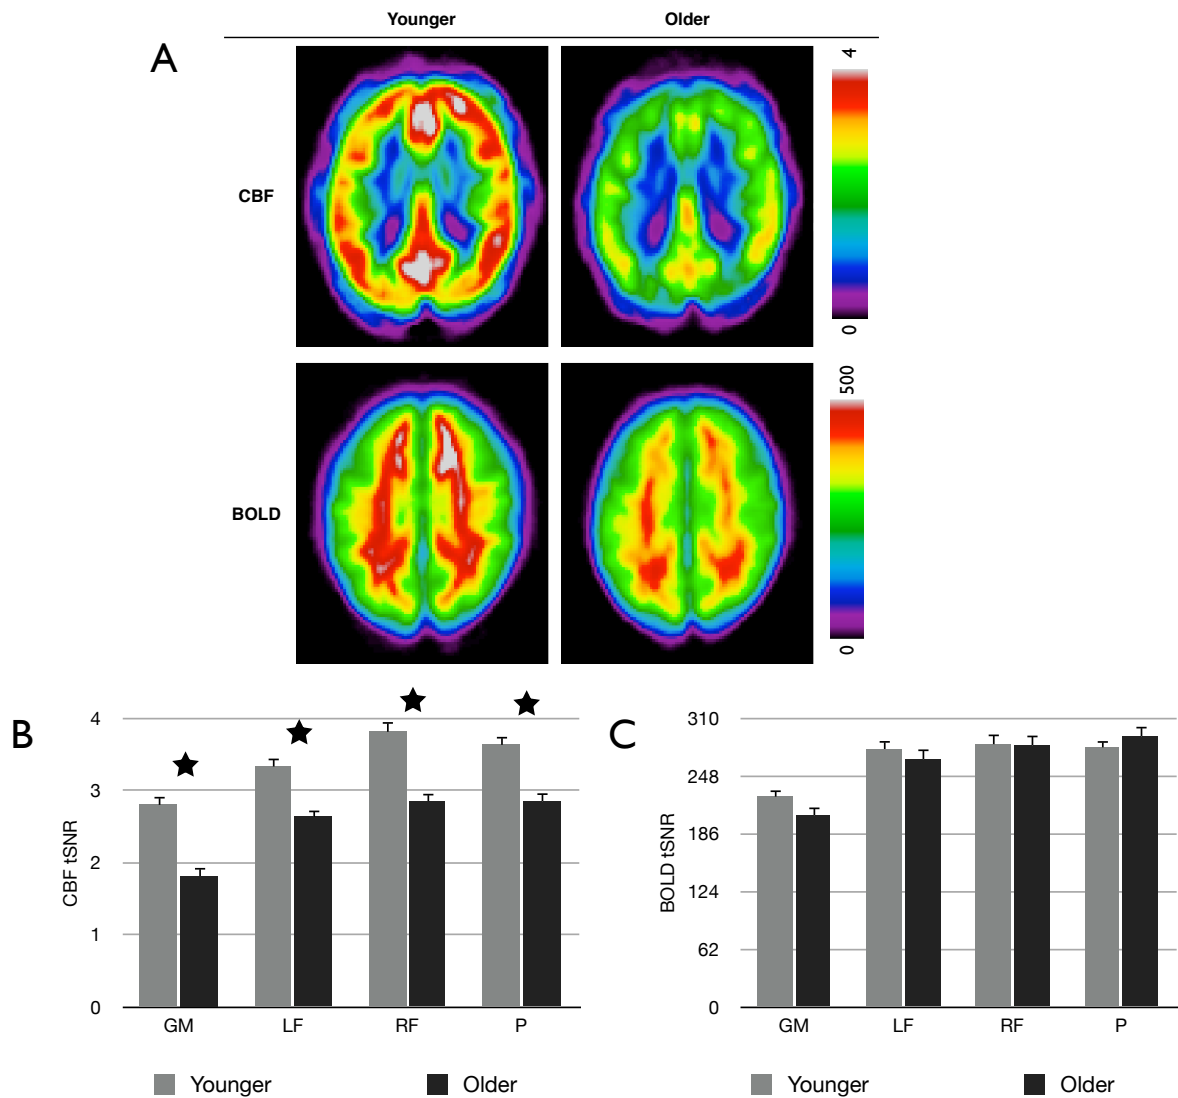 Younger Older
A
4
CBF
0
500
BOLD
0
B
4
3
2
1
0
CBF tSNR
GM LF RF P
Younger Older
C
310
248
186
124
62
0
BOLD tSNR
GM LF RF P
Younger Older